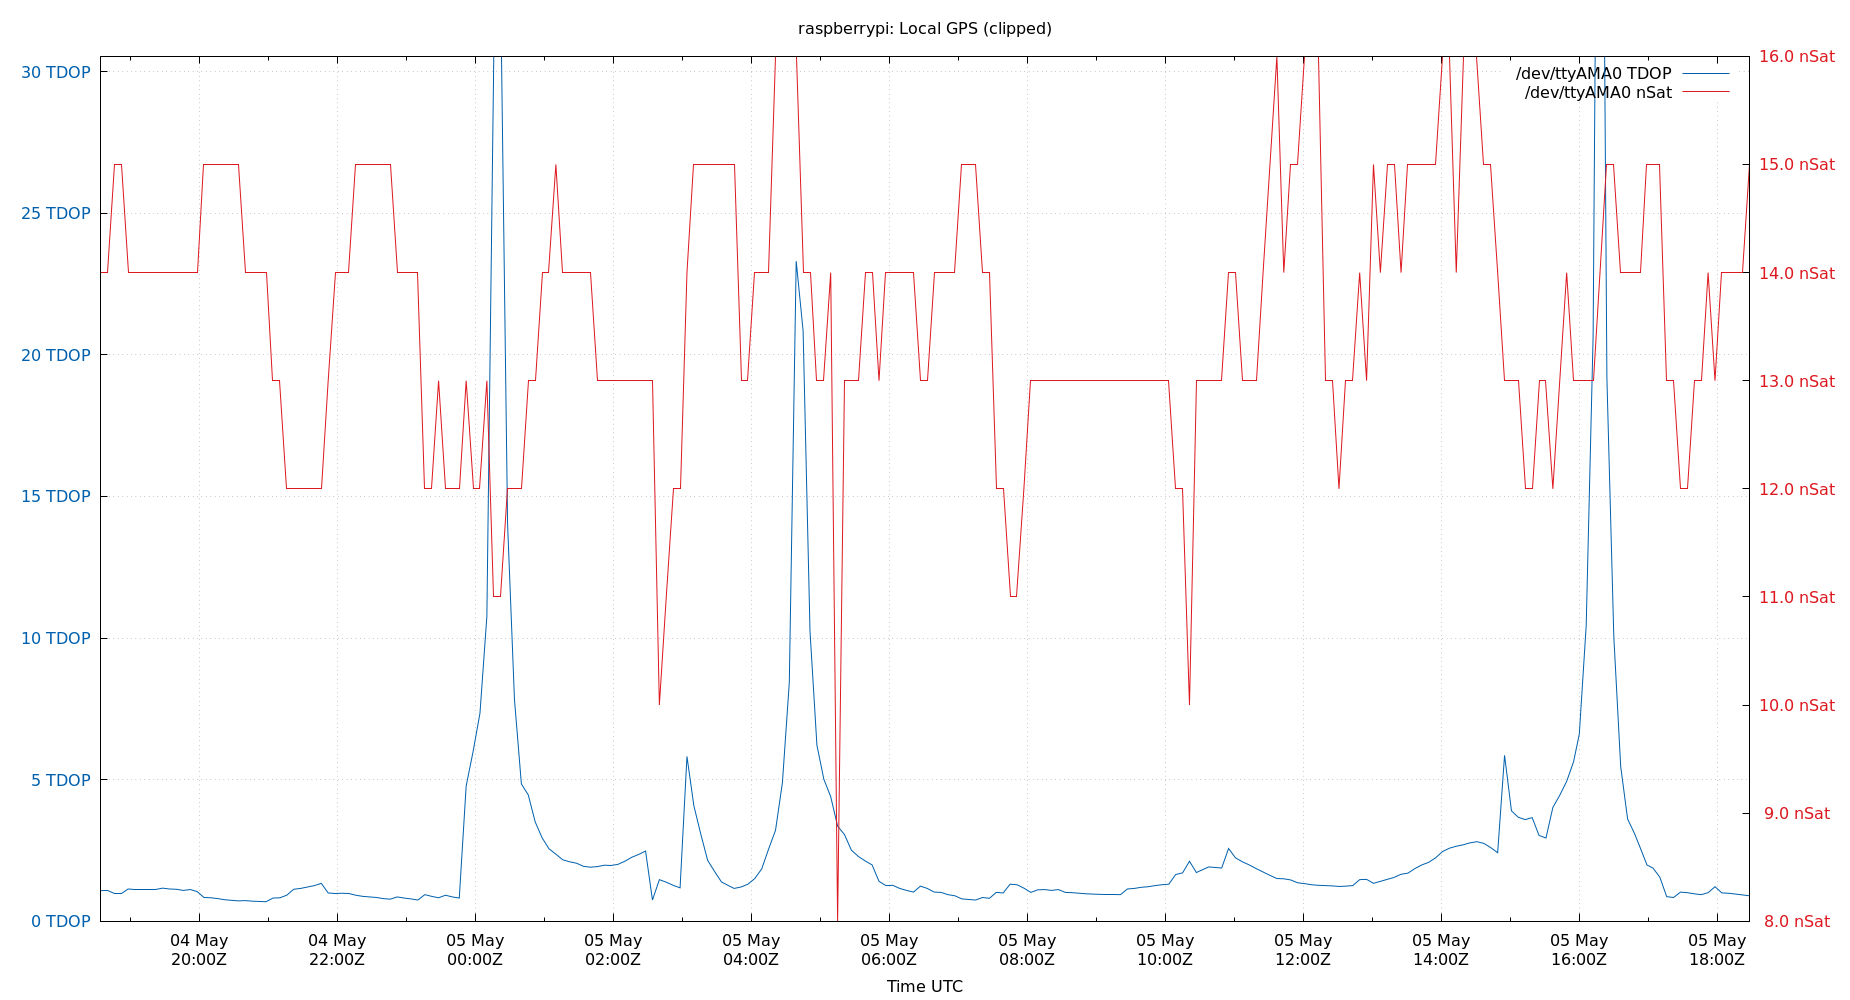 raspberrypi: Local GPS (clipped)
30 TDOP
25 TDOP
20 TDOP
15 TDOP
10 TDOP
5 TDOP
0 TDOP
16.0 nSat
15.0 nSat
14.0 nSat
13.0 nSat
12.0 nSat
11.0 nSat
10.0 nSat
9.0 nSat
8.0 nSat
/dev/ttyAMA0 TDOP
/dev/ttyAMA0 nSat
04 May
20:00Z
04 May
22:00Z
05 May
00:00Z
05 May
02:00Z
05 May
04:00Z
05 May
06:00Z
05 May
08:00Z
05 May
10:00Z
05 May
12:00Z
05 May
14:00Z
05 May
16:00Z
05 May
18:00Z
Time UTC